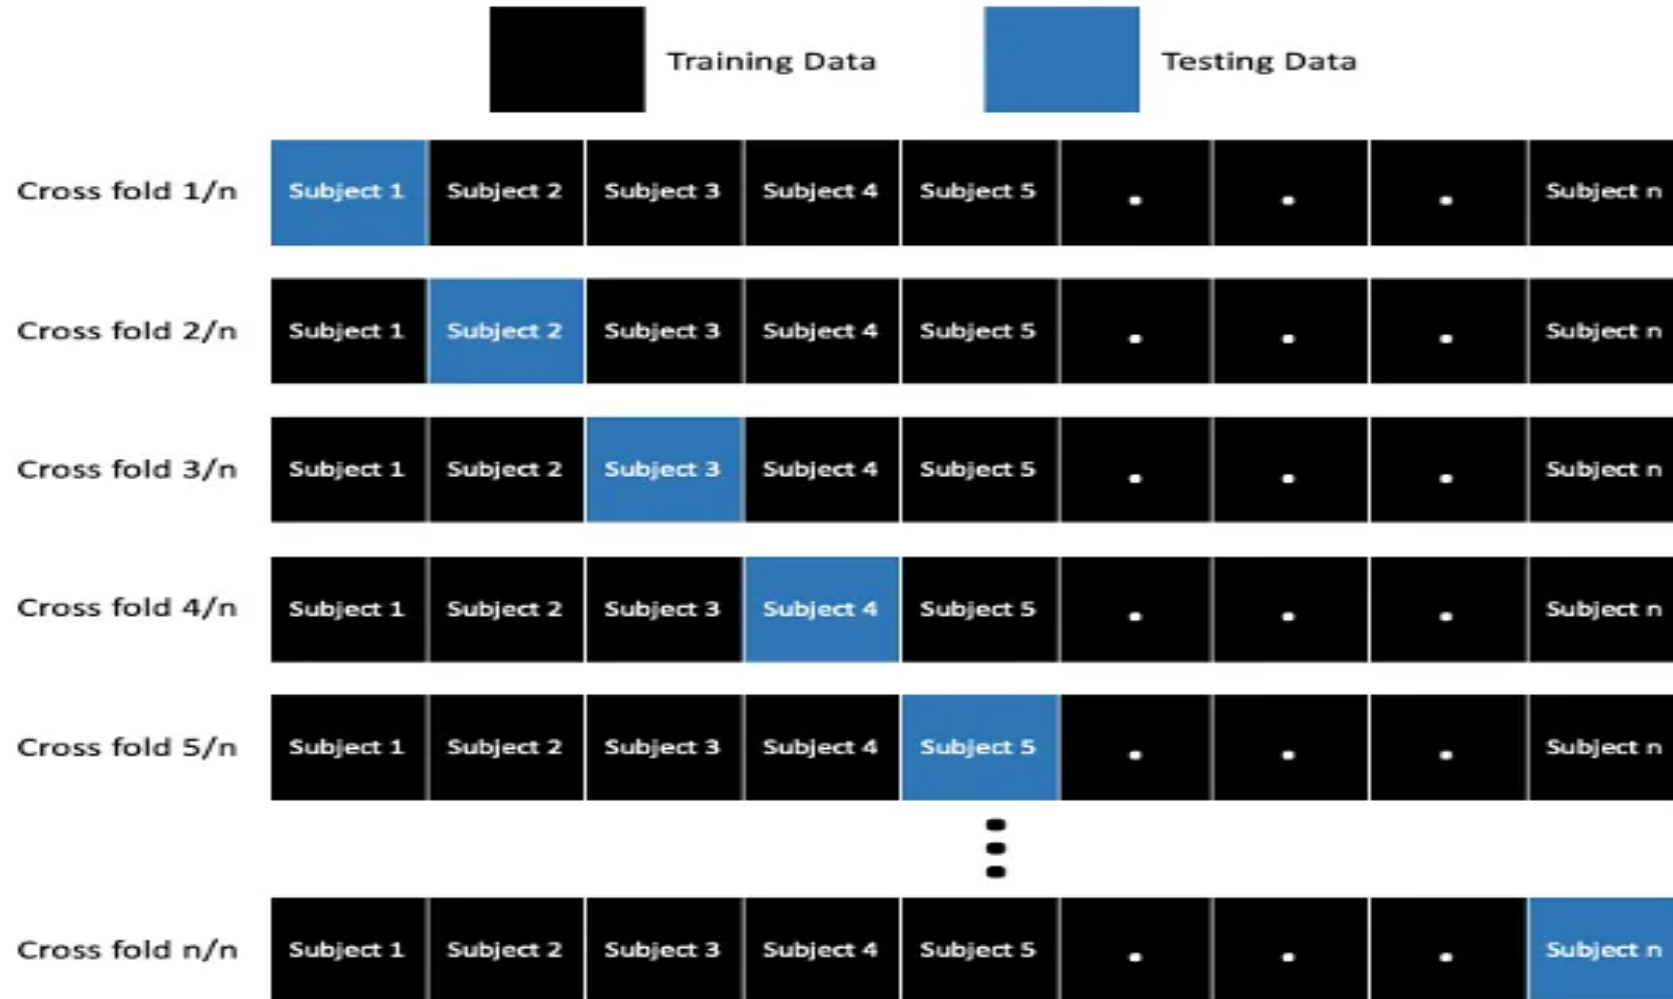 Training Data Testing Data
Cross fold 1/n Subject 1 Subject 2 Subject 3 Subject 4 Subject 5 . . . Subject n
Cross fold 2/n Subject 1 Subject 2 Subject 3 Subject 4 Subject 5 . . . Subject n
Cross fold 3/n Subject 1 Subject 2 Subject 3 Subject 4 Subject 5 . . . Subject n
Cross fold 4/n Subject 1 Subject 2 Subject 3 Subject 4 Subject 5 . . . Subject n
Cross fold 5/n Subject 1 Subject 2 Subject 3 Subject 4 Subject 5 . . . Subject n
Cross fold n/n Subject 1 Subject 2 Subject 3 Subject 4 Subject 5 . . . Subject n